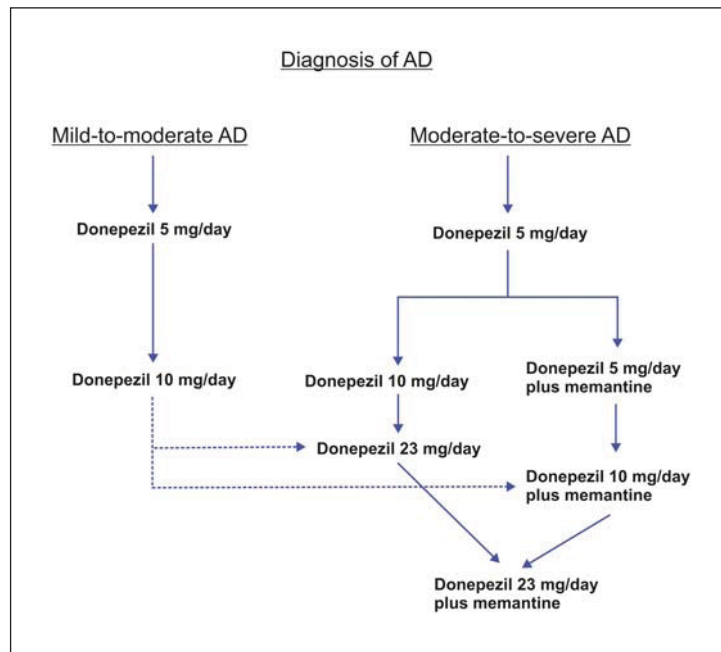 Diagnosis of AD
Mild-to-moderate AD
Moderate-to-severe AD
Donepezil 5 mg/day
Donepezil 5 mg/day
Donepezil 10 mg/day
Donepezil 10 mg/day
Donepezil 5 mg/day
plus memantine
Donepezil 23 mg/day
Donepezil 10 mg/day
plus memantine
Donepezil 23 mg/day
plus memantine